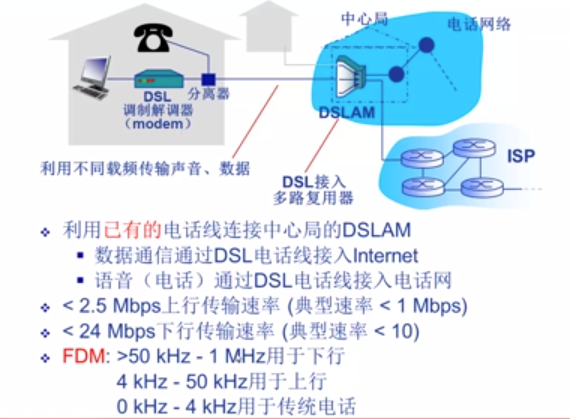 中心局
电话网络
DSL
调制解调器
（modem）
分离器
DSLAM
ISP
利用不同载频传输声音、数据
DSL接入
多路复用器
利用已有的电话线连接中心局的DSLAM
数据通信通过DSL电话线接入Internet
语音（电话）通过DSL电话线接入电话网
< 2.5 Mbps上行传输速率 (典型速率 < 1 Mbps)
< 24 Mbps下行传输速率 (典型速率 < 10)
FDM: >50 kHz - 1 MHz用于下行
4 kHz - 50 kHz用于上行
0 kHz - 4 kHz用于传统电话